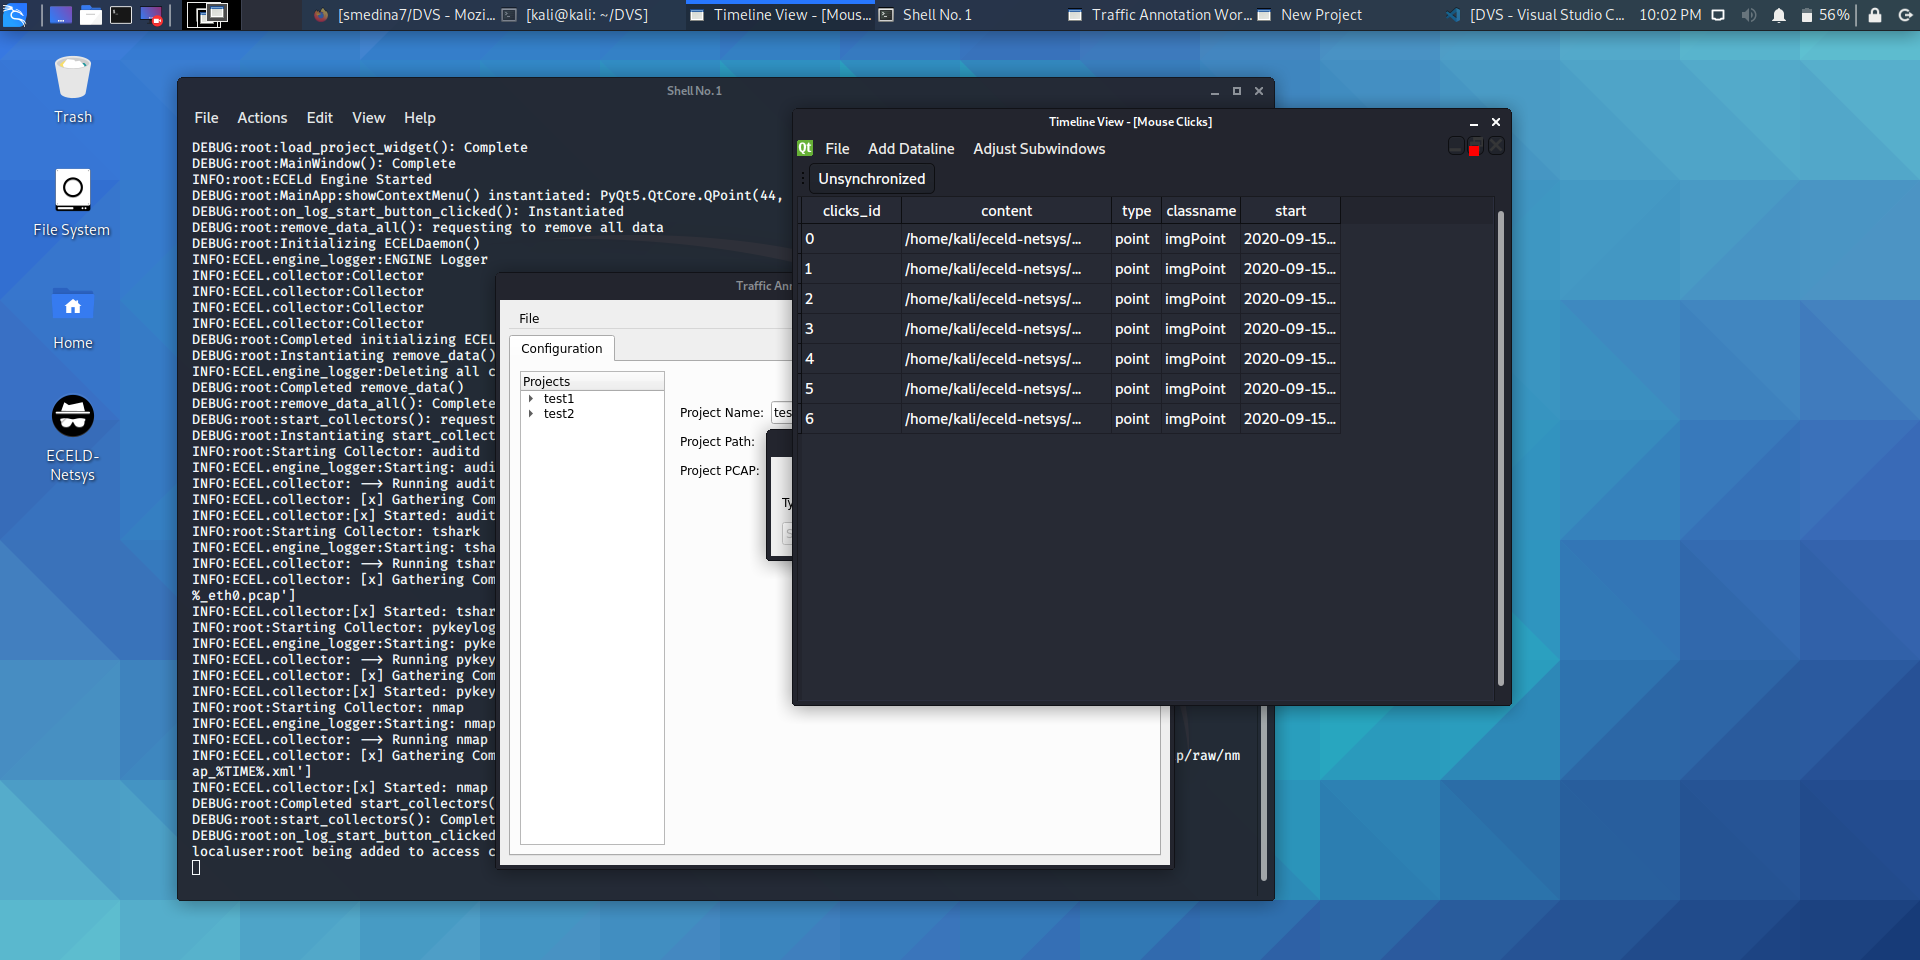 [smedina7/DVS - Mozi...
[kali@kali: ~/DVS]
Timeline View - [Mous...
Shell No. 1
Traffic Annotation Wor...
New Project
[DVS - Visual Studio C...
10:02 PM
56%
Trash
File System
Home
ECELD-
Netsys
Shell No. 1
File Actions Edit View Help
DEBUG:root:load_project_widget(): Complete
DEBUG:root:MainWindow(): Complete
INFO:root:ECELd Engine Started
DEBUG:root:MainApp:showContextMenu() instantiated: PyQt5.QtCore.QPoint(44,
DEBUG:root:on_log_start_button_clicked(): Instantiated
DEBUG:root:remove_data_all(): requesting to remove all data
DEBUG:root:Initializing ECELDaemon()
INFO:ECEL.engine_logger:ENGINE Logger
INFO:ECEL.collector:Collector
INFO:ECEL.collector:Collector
INFO:ECEL.collector:Collector
INFO:ECEL.collector:Collector
DEBUG:root:Completed initializing ECEL
DEBUG:root:Instantiating remove_data()
INFO:ECEL.engine_logger:Deleting all c
DEBUG:root:Completed remove_data()
DEBUG:root:remove_data_all(): Complete
DEBUG:root:start_collectors(): request
DEBUG:root:Instantiating start_collect
INFO:root:Starting Collector: auditd
INFO:ECEL.engine_logger:Starting: audi
INFO:ECEL.collector: --> Running audit
INFO:ECEL.collector: [x] Gathering Com
INFO:ECEL.collector:[x] Started: audit
INFO:root:Starting Collector: tshark
INFO:ECEL.engine_logger:Starting: tsha
INFO:ECEL.collector: --> Running tshar
INFO:ECEL.collector: [x] Gathering Com
%_eth0.pcap']
INFO:ECEL.collector:[x] Started: tshar
INFO:root:Starting Collector: pykeylog
INFO:ECEL.engine_logger:Starting: pyke
INFO:ECEL.collector: --> Running pykey
INFO:ECEL.collector: [x] Gathering Com
INFO:ECEL.collector:[x] Started: pykey
INFO:root:Starting Collector: nmap
INFO:ECEL.engine_logger:Starting: nmap
INFO:ECEL.collector: --> Running nmap
INFO:ECEL.collector: [x] Gathering Com
p/raw/nm
ap_%TIME%.xml']
INFO:ECEL.collector:[x] Started: nmap
DEBUG:root:Completed start_collectors(
DEBUG:root:start_collectors(): Complet
DEBUG:root:on_log_start_button_clicked
localuser:root being added to access c
Traffic Ann
File
Configuration
Projects
test1
test2
Project Name: tes
Project Path:
Project PCAP:
Ty
S
Timeline View - [Mouse Clicks]
Qt File Add Dataline Adjust Subwindows
Unsynchronized
clicks_id content type classname start
0 /home/kali/eceld-netsys/... point imgPoint 2020-09-15...
1 /home/kali/eceld-netsys/... point imgPoint 2020-09-15...
2 /home/kali/eceld-netsys/... point imgPoint 2020-09-15...
3 /home/kali/eceld-netsys/... point imgPoint 2020-09-15...
4 /home/kali/eceld-netsys/... point imgPoint 2020-09-15...
5 /home/kali/eceld-netsys/... point imgPoint 2020-09-15...
6 /home/kali/eceld-netsys/... point imgPoint 2020-09-15...